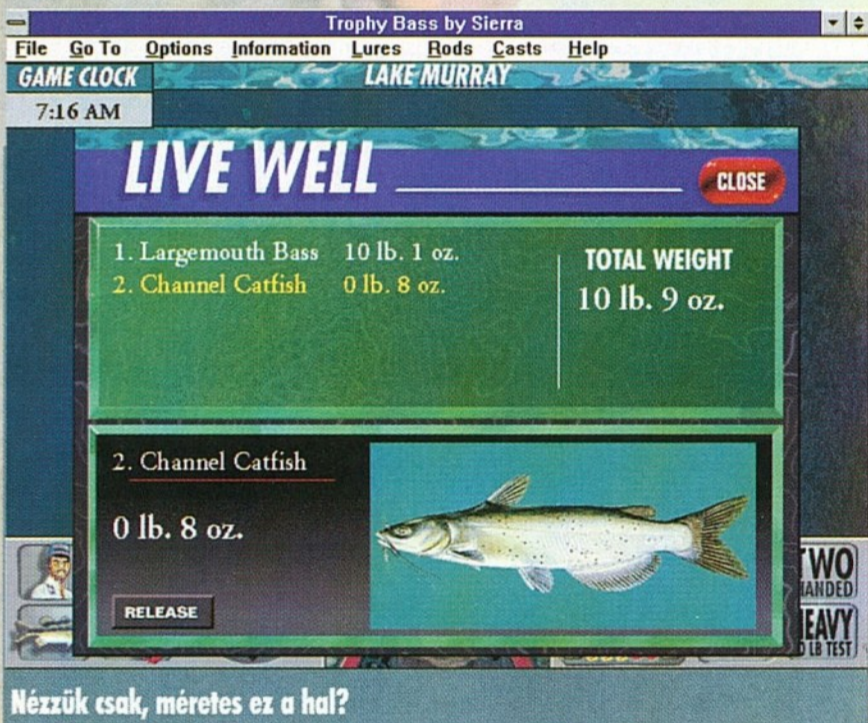 Trophy Bass by Sierra
File Go To Options Information Lures Rods Casts Help
GAME CLOCK
LAKE MURRAY
7:16 AM
LIVE WELL
CLOSE
1. Largemouth Bass 10 lb. 1 oz.
2. Channel Catfish 0 lb. 8 oz.
TOTAL WEIGHT
10 lb. 9 oz.
2. Channel Catfish
0 lb. 8 oz.
RELEASE
TWO
HANDED
HEAVY
LB TEST
Nézzük csak, méretes ez a hal?